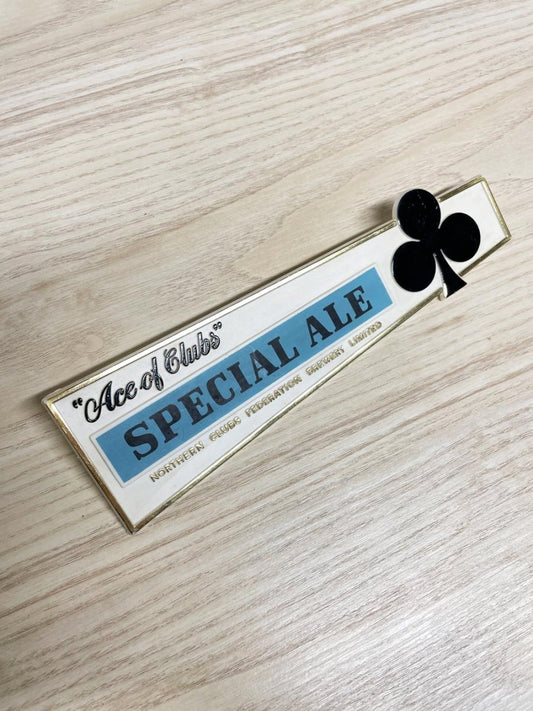 "Ace of Clubs"
SPECIAL ALE
NORTHERN CLUBS FEDERATION BREWERY LIMITED